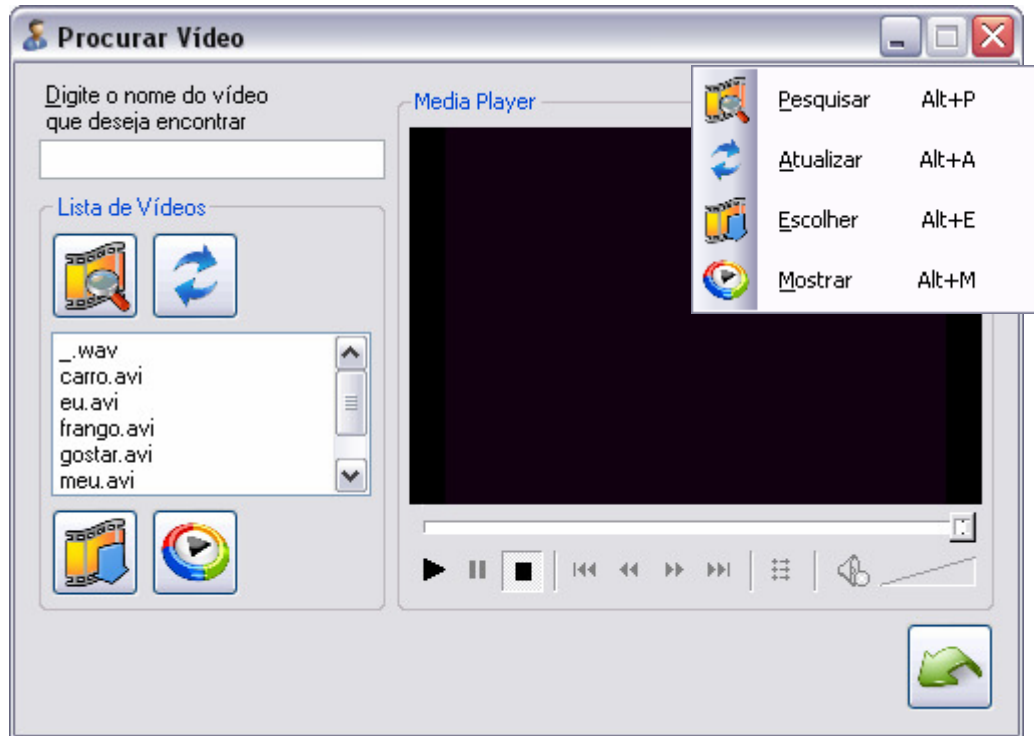 Procurar Vídeo
Digite o nome do vídeo
que deseja encontrar
Lista de Vídeos
_.wav
carro.avi
eu.avi
frango.avi
gostar.avi
meu.avi
Media Player
Pesquisar Alt+P
Atualizar Alt+A
Escolher Alt+E
Mostrar Alt+M